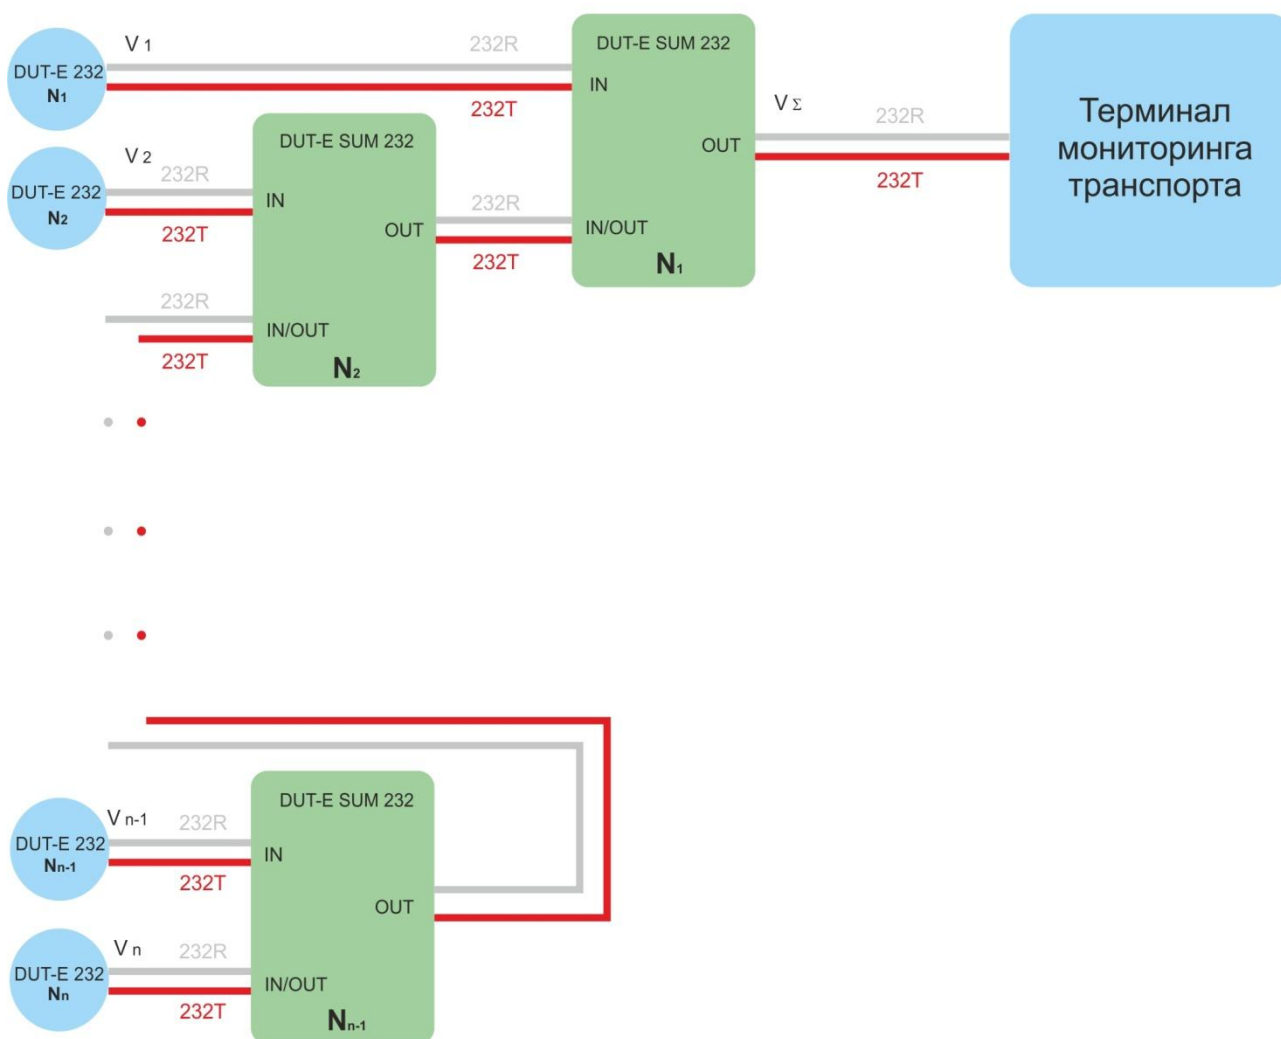 V 1
232R
DUT-E SUM 232
DUT-E 232
N1
IN
232T
V Σ
232R
OUT
232T
Терминал
мониторинга
транспорта
V 2
232R
DUT-E SUM 232
DUT-E 232
N2
IN
232T
OUT
232R
232T
IN/OUT
N1
232R
IN/OUT
232T
N2
V n-1
232R
DUT-E SUM 232
DUT-E 232
Nn-1
IN
232T
OUT
V n
232R
DUT-E 232
Nn
IN/OUT
232T
Nn-1